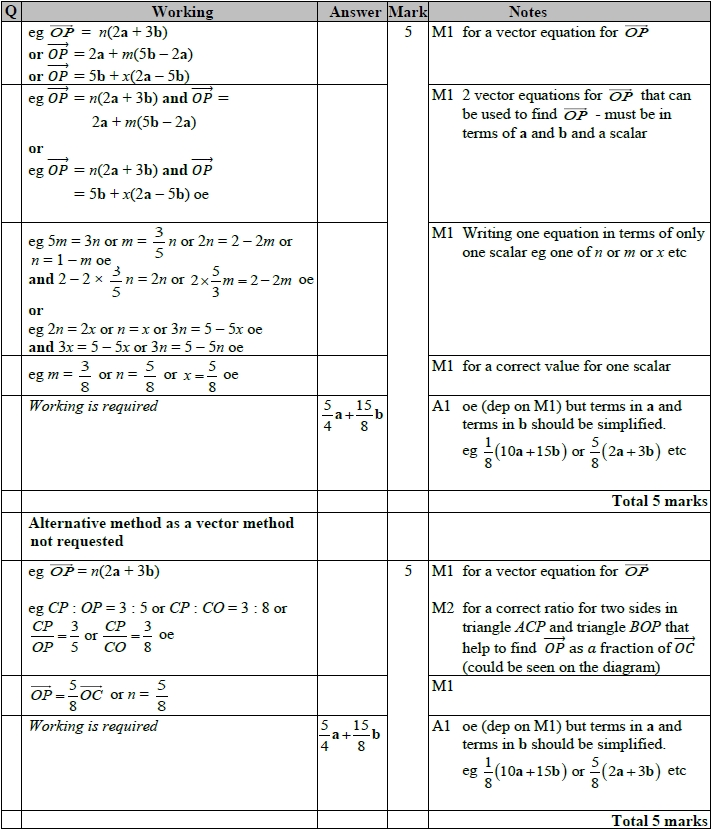 Q Working Answer Mark Notes
eg OP⃗ = n(2a + 3b)
or OP⃗ = 2a + m(5b – 2a)
or OP⃗ = 5b + x(2a – 5b)
5
M1 for a vector equation for OP⃗
eg OP⃗ = n(2a + 3b) and OP⃗ =
2a + m(5b – 2a)
or
eg OP⃗ = n(2a + 3b) and OP⃗
= 5b + x(2a – 5b) oe
M1 2 vector equations for OP⃗ that can
be used to find OP⃗ - must be in
terms of a and b and a scalar
eg 5m = 3n or m = 3/5 n or 2n = 2 – 2m or
n = 1 – m oe
and 2 – 2 × 3/5 n = 2n or 2 × 5/3 m = 2 – 2m oe
or
eg 2n = 2x or n = x or 3n = 5 – 5x oe
and 3x = 5 – 5x or 3n = 5 – 5n oe
M1 Writing one equation in terms of only
one scalar eg one of n or m or x etc
eg m = 3/8 or n = 5/8 or x = 5/8 oe
M1 for a correct value for one scalar
Working is required
5/4 a + 15/8 b
A1 oe (dep on M1) but terms in a and
terms in b should be simplified.
eg 1/8 (10a + 15b) or 5/8 (2a + 3b) etc
Total 5 marks
Alternative method as a vector method
not requested
eg OP⃗ = n(2a + 3b)
5
M1 for a vector equation for OP⃗
eg CP : OP = 3 : 5 or CP : CO = 3 : 8 or
CP/OP = 3/5 or CP/CO = 3/8 oe
M2 for a correct ratio for two sides in
triangle ACP and triangle BOP that
help to find OP⃗ as a fraction of OC⃗
(could be seen on the diagram)
OP⃗ = 5/8 OC⃗ or n = 5/8
M1
Working is required
5/4 a + 15/8 b
A1 oe (dep on M1) but terms in a and
terms in b should be simplified.
eg 1/8 (10a + 15b) or 5/8 (2a + 3b) etc
Total 5 marks